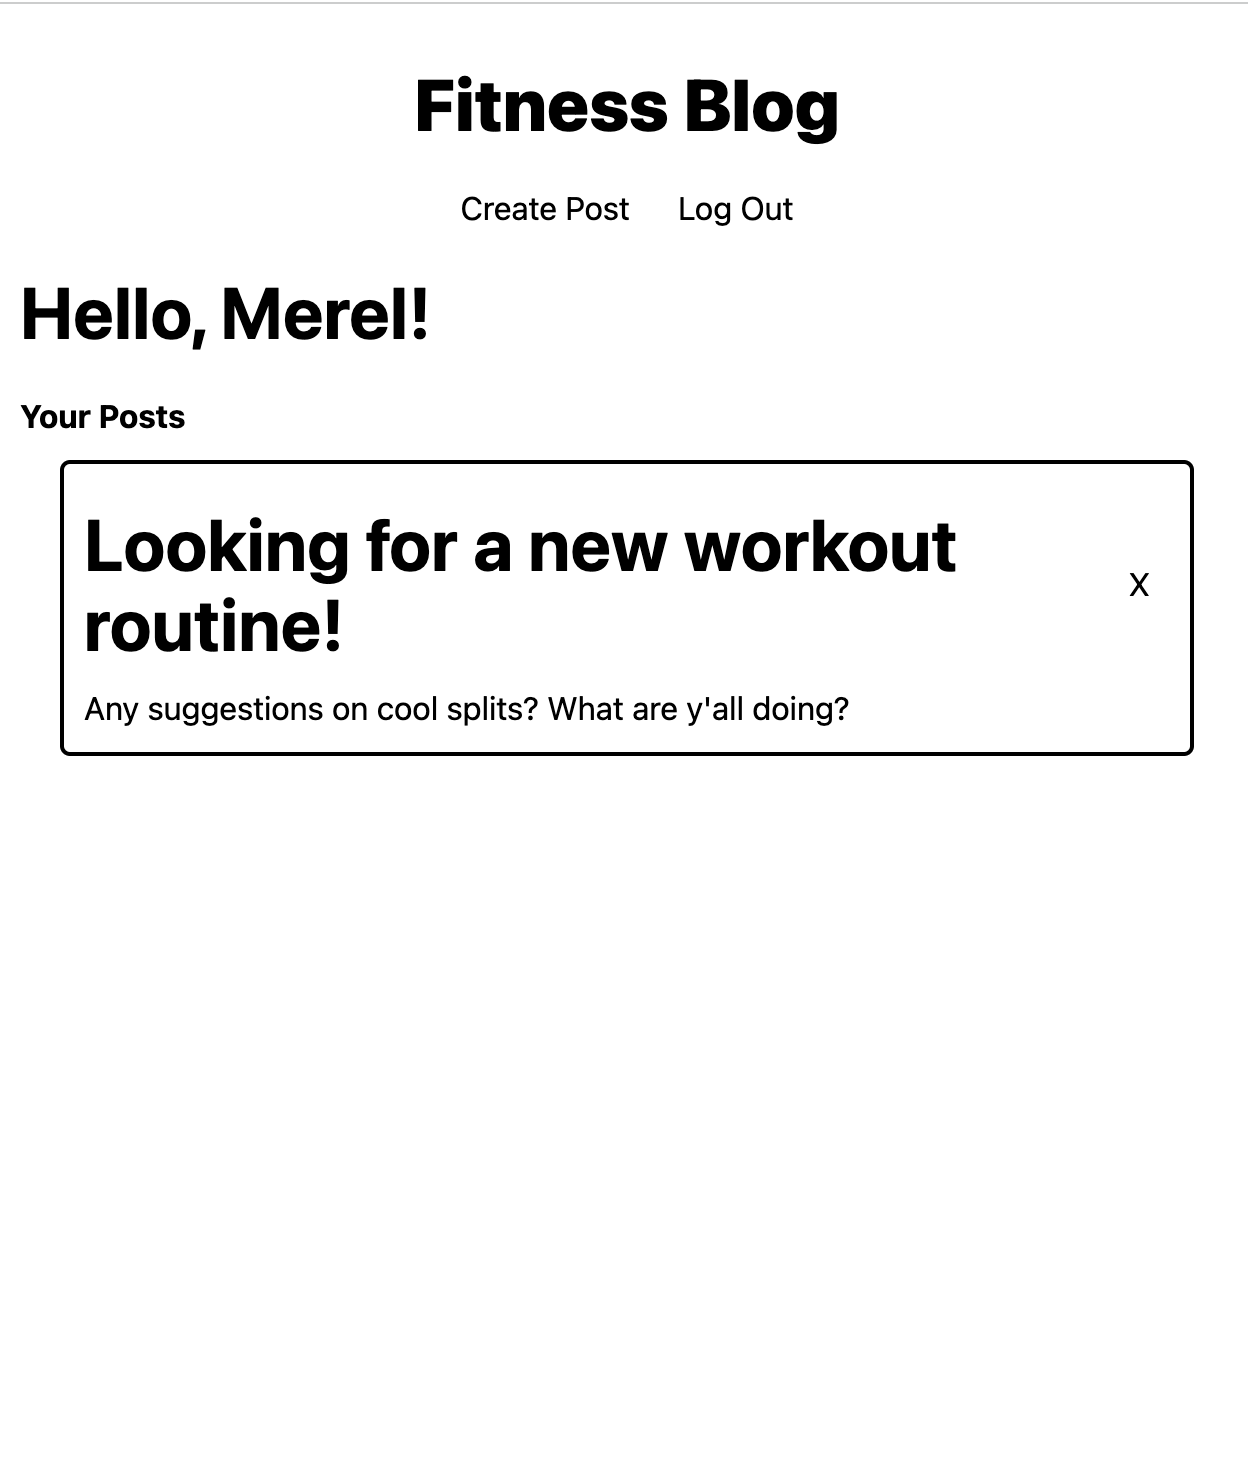 Fitness Blog
Create Post Log Out
Hello, Merel!
Your Posts
Looking for a new workout
routine!
X
Any suggestions on cool splits? What are y'all doing?